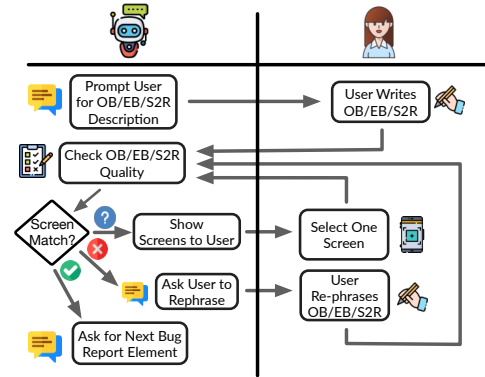 Prompt User
for OB/EB/S2R
Description
User Writes
OB/EB/S2R
Check OB/EB/S2R
Quality
Screen
Match?
Show
Screens to User
Select One
Screen
Ask User to
Rephrase
User
Re-phrases
OB/EB/S2R
Ask for Next Bug
Report Element